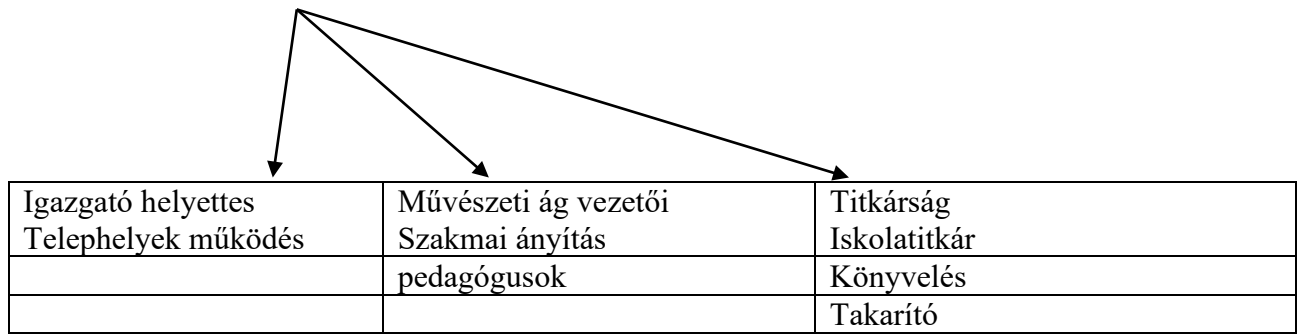 Igazgató helyettes
Telephelyek működés
Művészeti ág vezetői
Szakmai ányítás
Titkárság
Iskolatitkár
pedagógusok
Könyvelés
Takarító